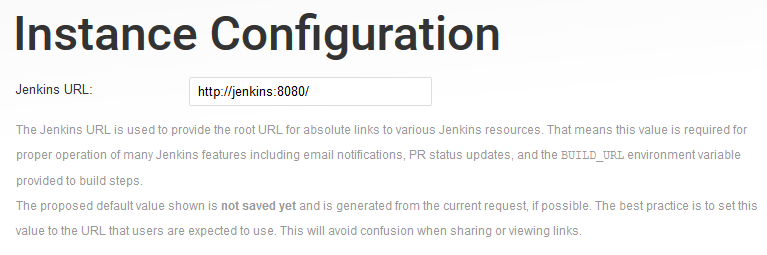 Instance Configuration
Jenkins URL: http://jenkins:8080/
The Jenkins URL is used to provide the root URL for absolute links to various Jenkins resources. That means this value is required for
proper operation of many Jenkins features including email notifications, PR status updates, and the BUILD_URL environment variable
provided to build steps.
The proposed default value shown is not saved yet and is generated from the current request, if possible. The best practice is to set this
value to the URL that users are expected to use. This will avoid confusion when sharing or viewing links.